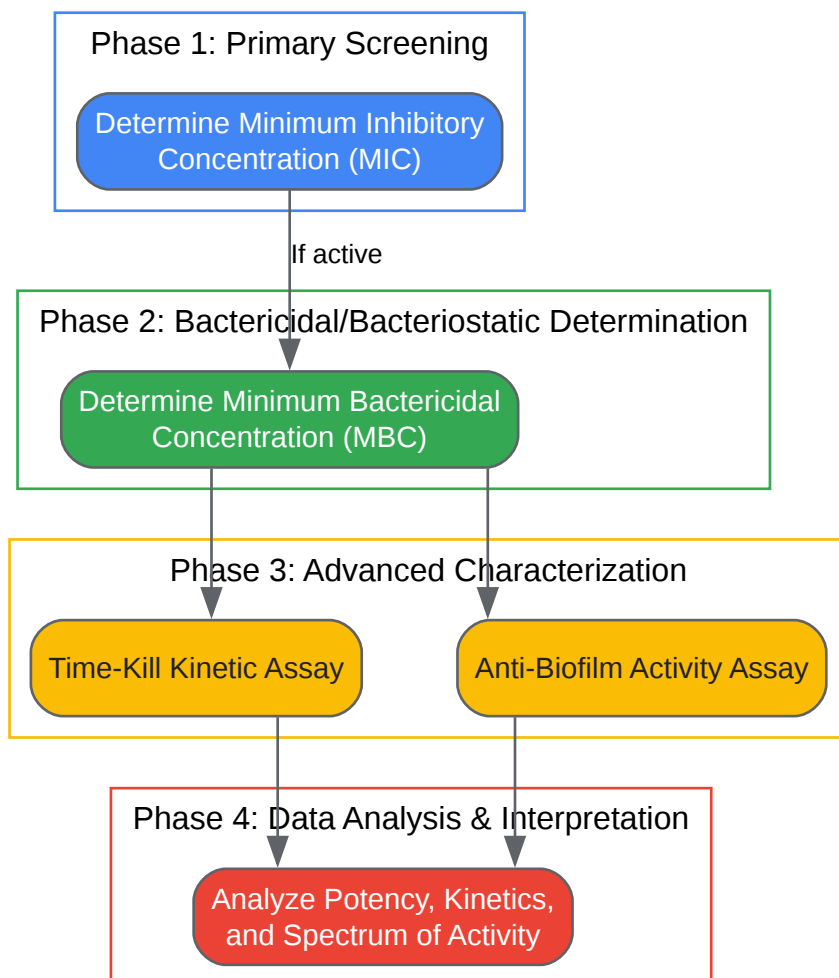 Phase 1: Primary Screening
Determine Minimum Inhibitory
Concentration (MIC)
If active
Phase 2: Bactericidal/Bacteriostatic Determination
Determine Minimum Bactericidal
Concentration (MBC)
Phase 3: Advanced Characterization
Time-Kill Kinetic Assay
Anti-Biofilm Activity Assay
Phase 4: Data Analysis & Interpretation
Analyze Potency, Kinetics,
and Spectrum of Activity